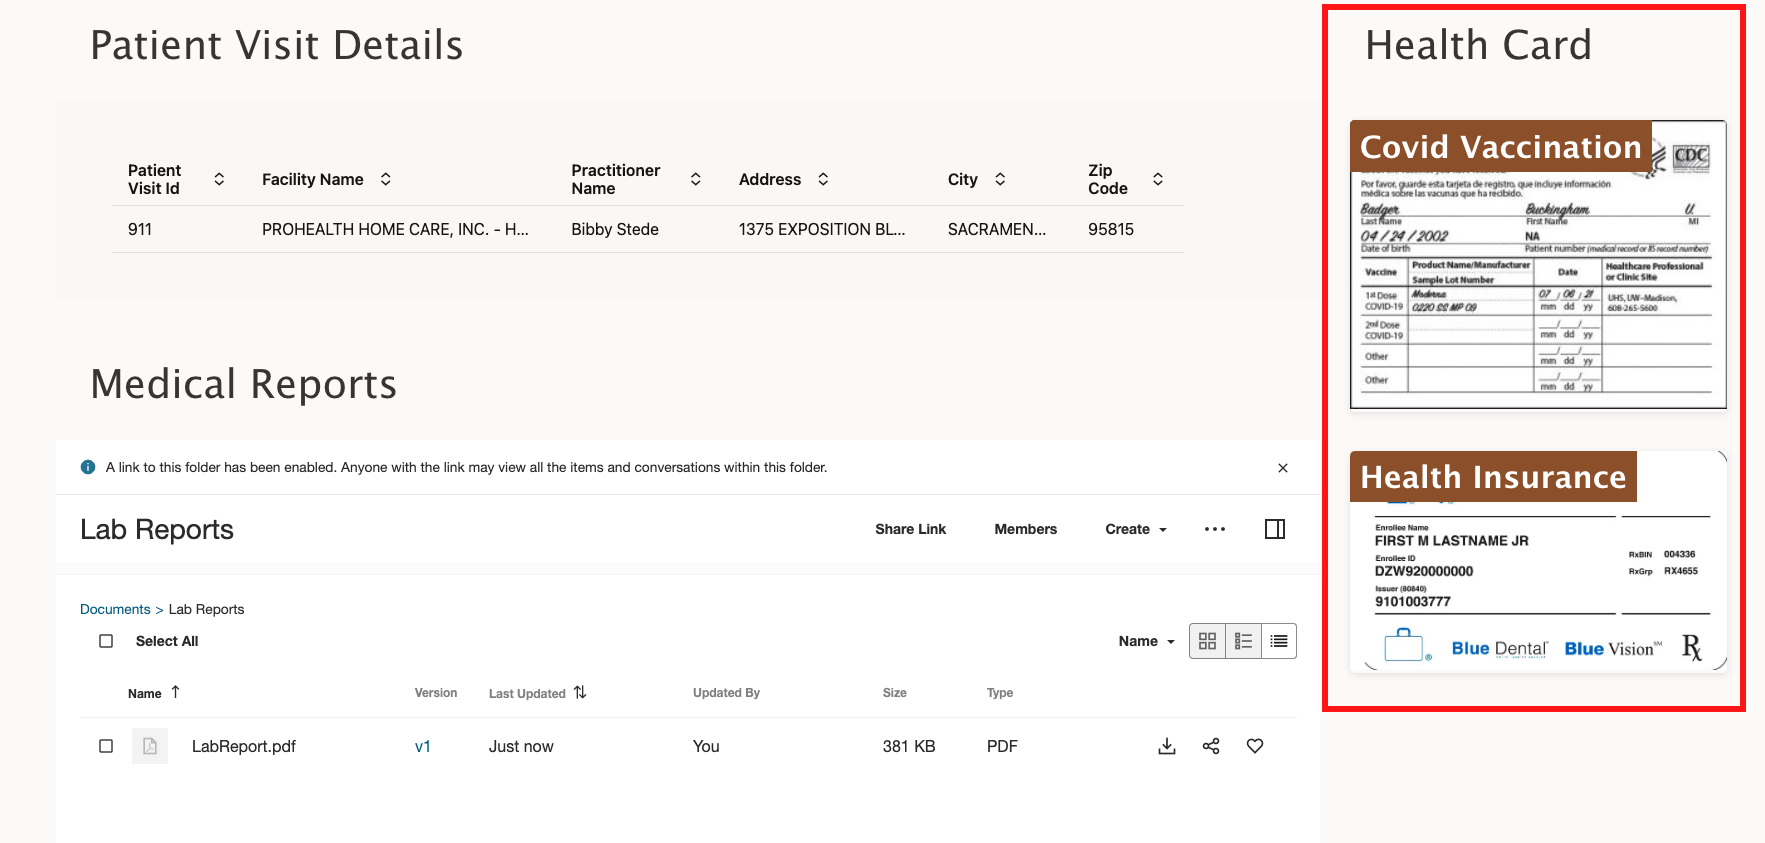 Patient Visit Details
Patient Visit Id
Facility Name
Practitioner Name
Address
City
Zip Code
911
PROHEALTH HOME CARE, INC. - H...
Bibby Stede
1375 EXPOSITION BL...
SACRAMEN...
95815
Medical Reports
A link to this folder has been enabled. Anyone with the link may view all the items and conversations within this folder.
Lab Reports
Share Link
Members
Create
Documents > Lab Reports
Select All
Name
Name
Version
Last Updated
Updated By
Size
Type
LabReport.pdf
v1
Just now
You
381 KB
PDF
Health Card
Covid Vaccination
CDC
Por favor, guarde esta tarjeta de registro, que incluye información
médica sobre las vacunas que ha recibido.
Badger Buckingham U.
Last Name First Name MI
04 / 24 / 2002 NA
Date of birth Patient number (medical record or IIS record number)
Vaccine
Product Name/Manufacturer
Sample Lot Number
Date
Healthcare Professional
or Clinic Site
1st Dose
COVID-19
Moderna
0220 SS MP 09
07 / 06 / 21
mm dd yy
UHS, UW-Madison,
608-265-5600
2nd Dose
COVID-19
__/__/__
mm dd yy
Other
__/__/__
mm dd yy
Other
__/__/__
mm dd yy
Health Insurance
Enrollee Name
FIRST M LASTNAME JR
Enrollee ID
DZW920000000
Issuer (80840)
9101003777
RxBIN 004336
RxGrp RX4655
®
Blue Dental
Blue Vision℠
Rx